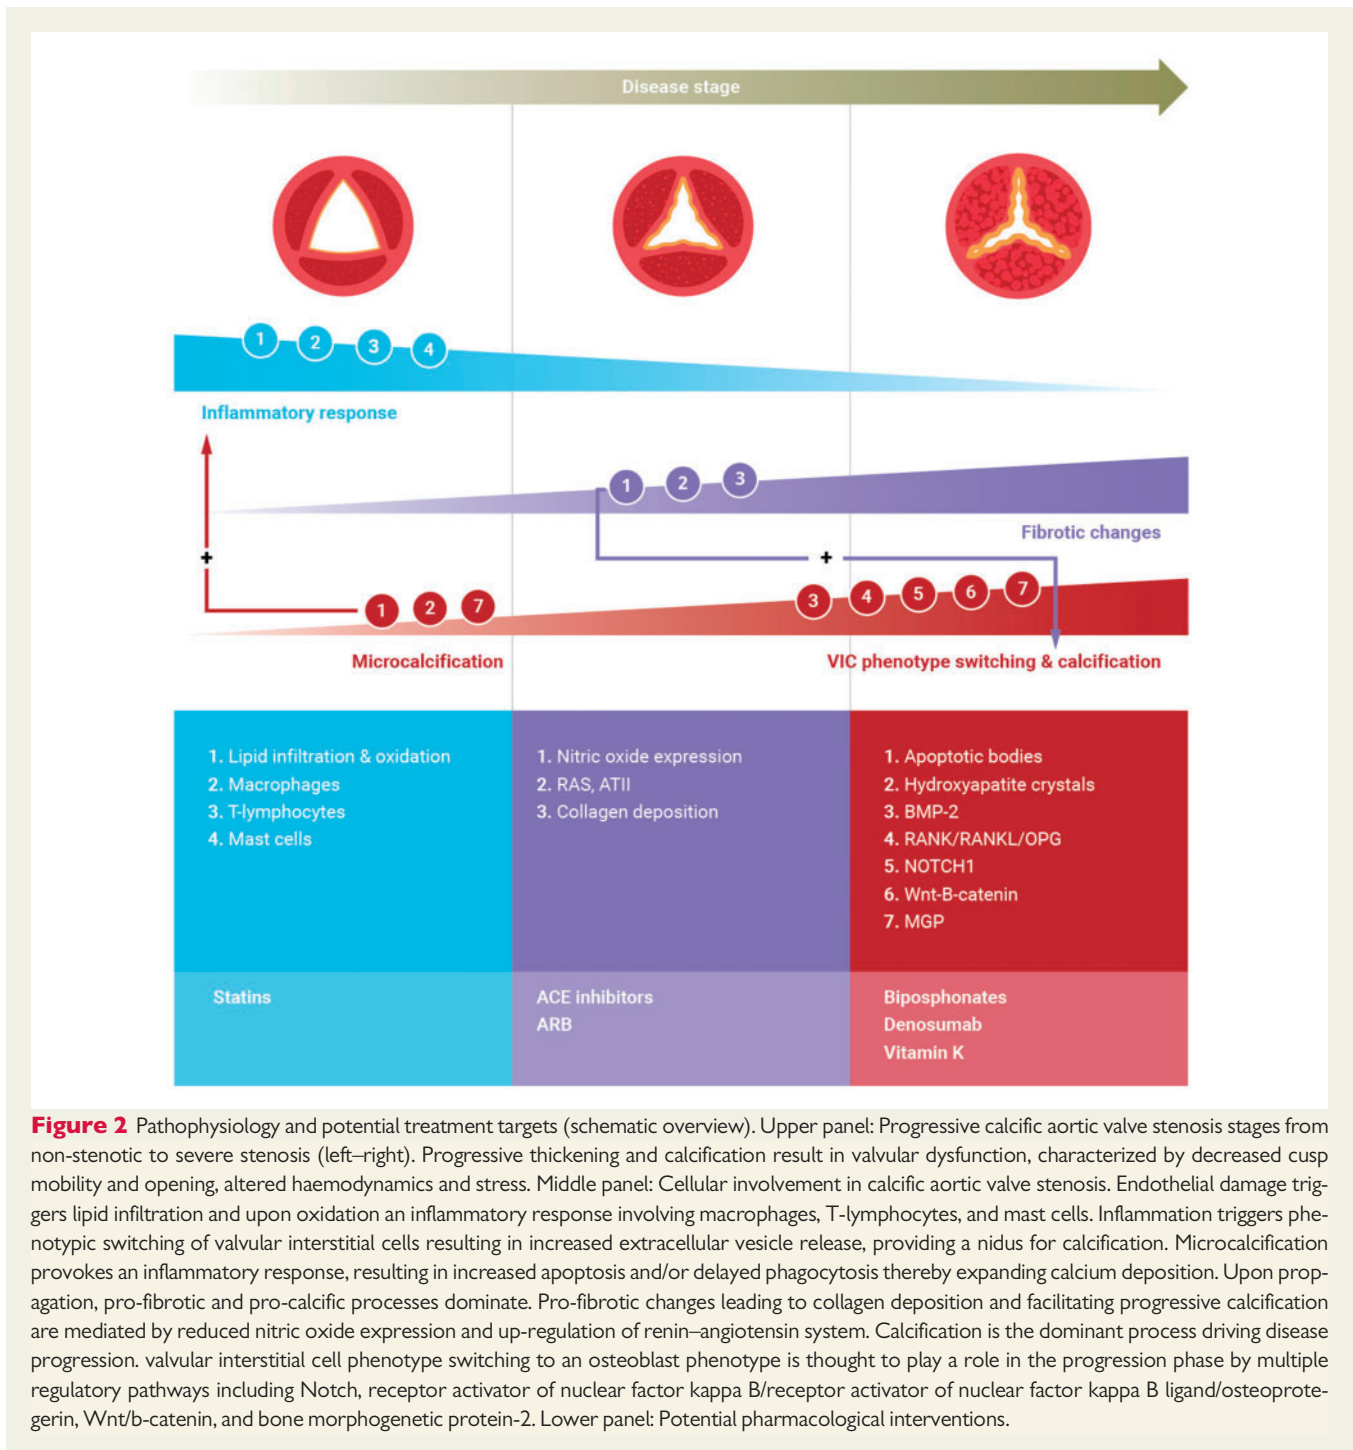 Disease stage
1 2 3 4
Inflammatory response
1 2 3
Fibrotic changes
+ +
1 2 7 3 4 5 6 7
Microcalcification
VIC phenotype switching & calcification
1. Lipid infiltration & oxidation
2. Macrophages
3. T-lymphocytes
4. Mast cells
1. Nitric oxide expression
2. RAS, ATII
3. Collagen deposition
1. Apoptotic bodies
2. Hydroxyapatite crystals
3. BMP-2
4. RANK/RANKL/OPG
5. NOTCH1
6. Wnt-B-catenin
7. MGP
Statins
ACE inhibitors
ARB
Biposphonates
Denosumab
Vitamin K
Figure 2 Pathophysiology and potential treatment targets (schematic overview). Upper panel: Progressive calcific aortic valve stenosis stages from
non-stenotic to severe stenosis (left–right). Progressive thickening and calcification result in valvular dysfunction, characterized by decreased cusp
mobility and opening, altered haemodynamics and stress. Middle panel: Cellular involvement in calcific aortic valve stenosis. Endothelial damage trig-
gers lipid infiltration and upon oxidation an inflammatory response involving macrophages, T-lymphocytes, and mast cells. Inflammation triggers phe-
notypic switching of valvular interstitial cells resulting in increased extracellular vesicle release, providing a nidus for calcification. Microcalcification
provokes an inflammatory response, resulting in increased apoptosis and/or delayed phagocytosis thereby expanding calcium deposition. Upon prop-
agation, pro-fibrotic and pro-calcific processes dominate. Pro-fibrotic changes leading to collagen deposition and facilitating progressive calcification
are mediated by reduced nitric oxide expression and up-regulation of renin–angiotensin system. Calcification is the dominant process driving disease
progression. valvular interstitial cell phenotype switching to an osteoblast phenotype is thought to play a role in the progression phase by multiple
regulatory pathways including Notch, receptor activator of nuclear factor kappa B/receptor activator of nuclear factor kappa B ligand/osteoprote-
gerin, Wnt/b-catenin, and bone morphogenetic protein-2. Lower panel: Potential pharmacological interventions.